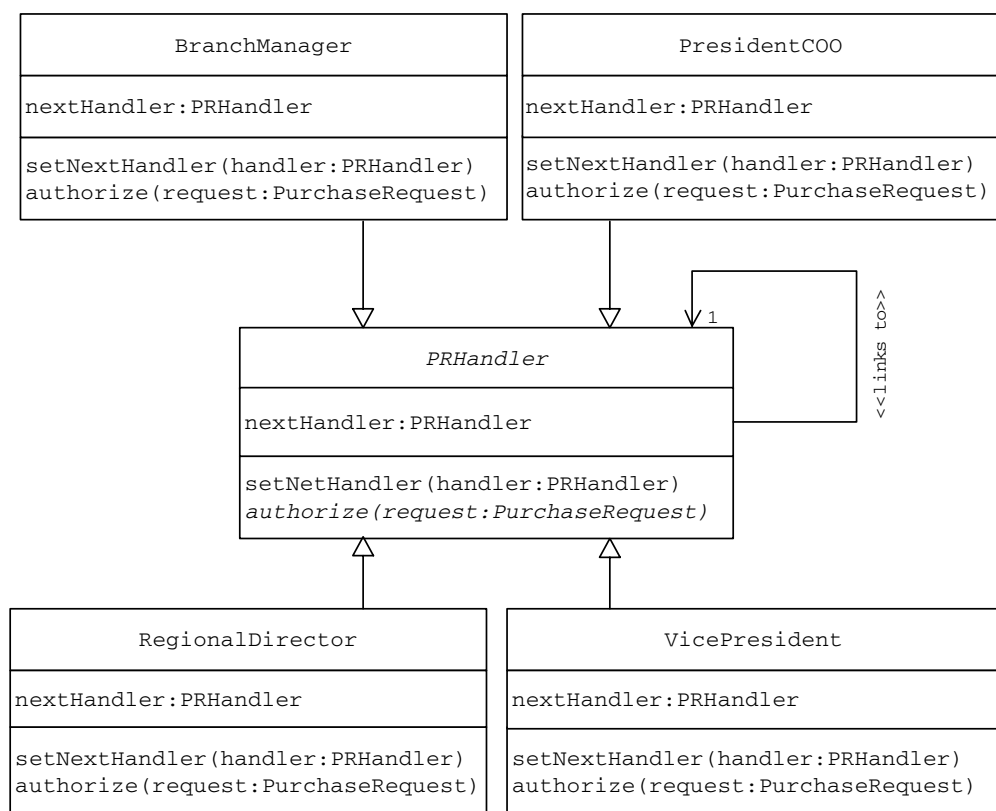 BranchManager
nextHandler:PRHandler
setNextHandler(handler:PRHandler)
authorize(request:PurchaseRequest)
PresidentCOO
nextHandler:PRHandler
setNextHandler(handler:PRHandler)
authorize(request:PurchaseRequest)
1
<<links to>>
PRHandler
nextHandler:PRHandler
setNetHandler(handler:PRHandler)
authorize(request:PurchaseRequest)
RegionalDirector
nextHandler:PRHandler
setNextHandler(handler:PRHandler)
authorize(request:PurchaseRequest)
VicePresident
nextHandler:PRHandler
setNextHandler(handler:PRHandler)
authorize(request:PurchaseRequest)